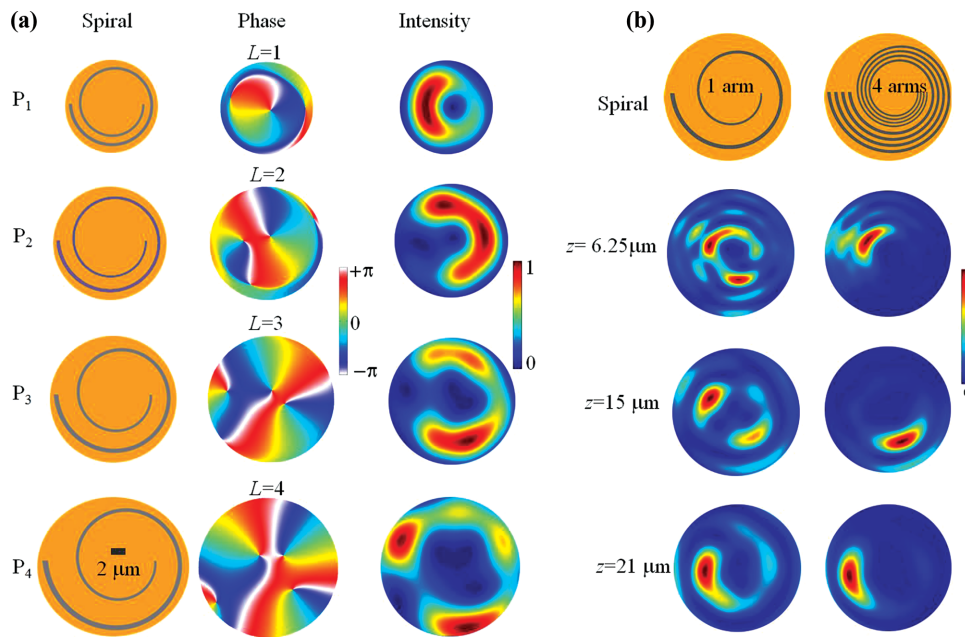 (a) Spiral Phase Intensity
L=1
P1
L=2
P2
+π
0
−π
1
0
L=3
P3
L=4
P4
2 μm
(b)
Spiral
1 arm
4 arms
z= 6.25μm
z=15 μm
z=21 μm